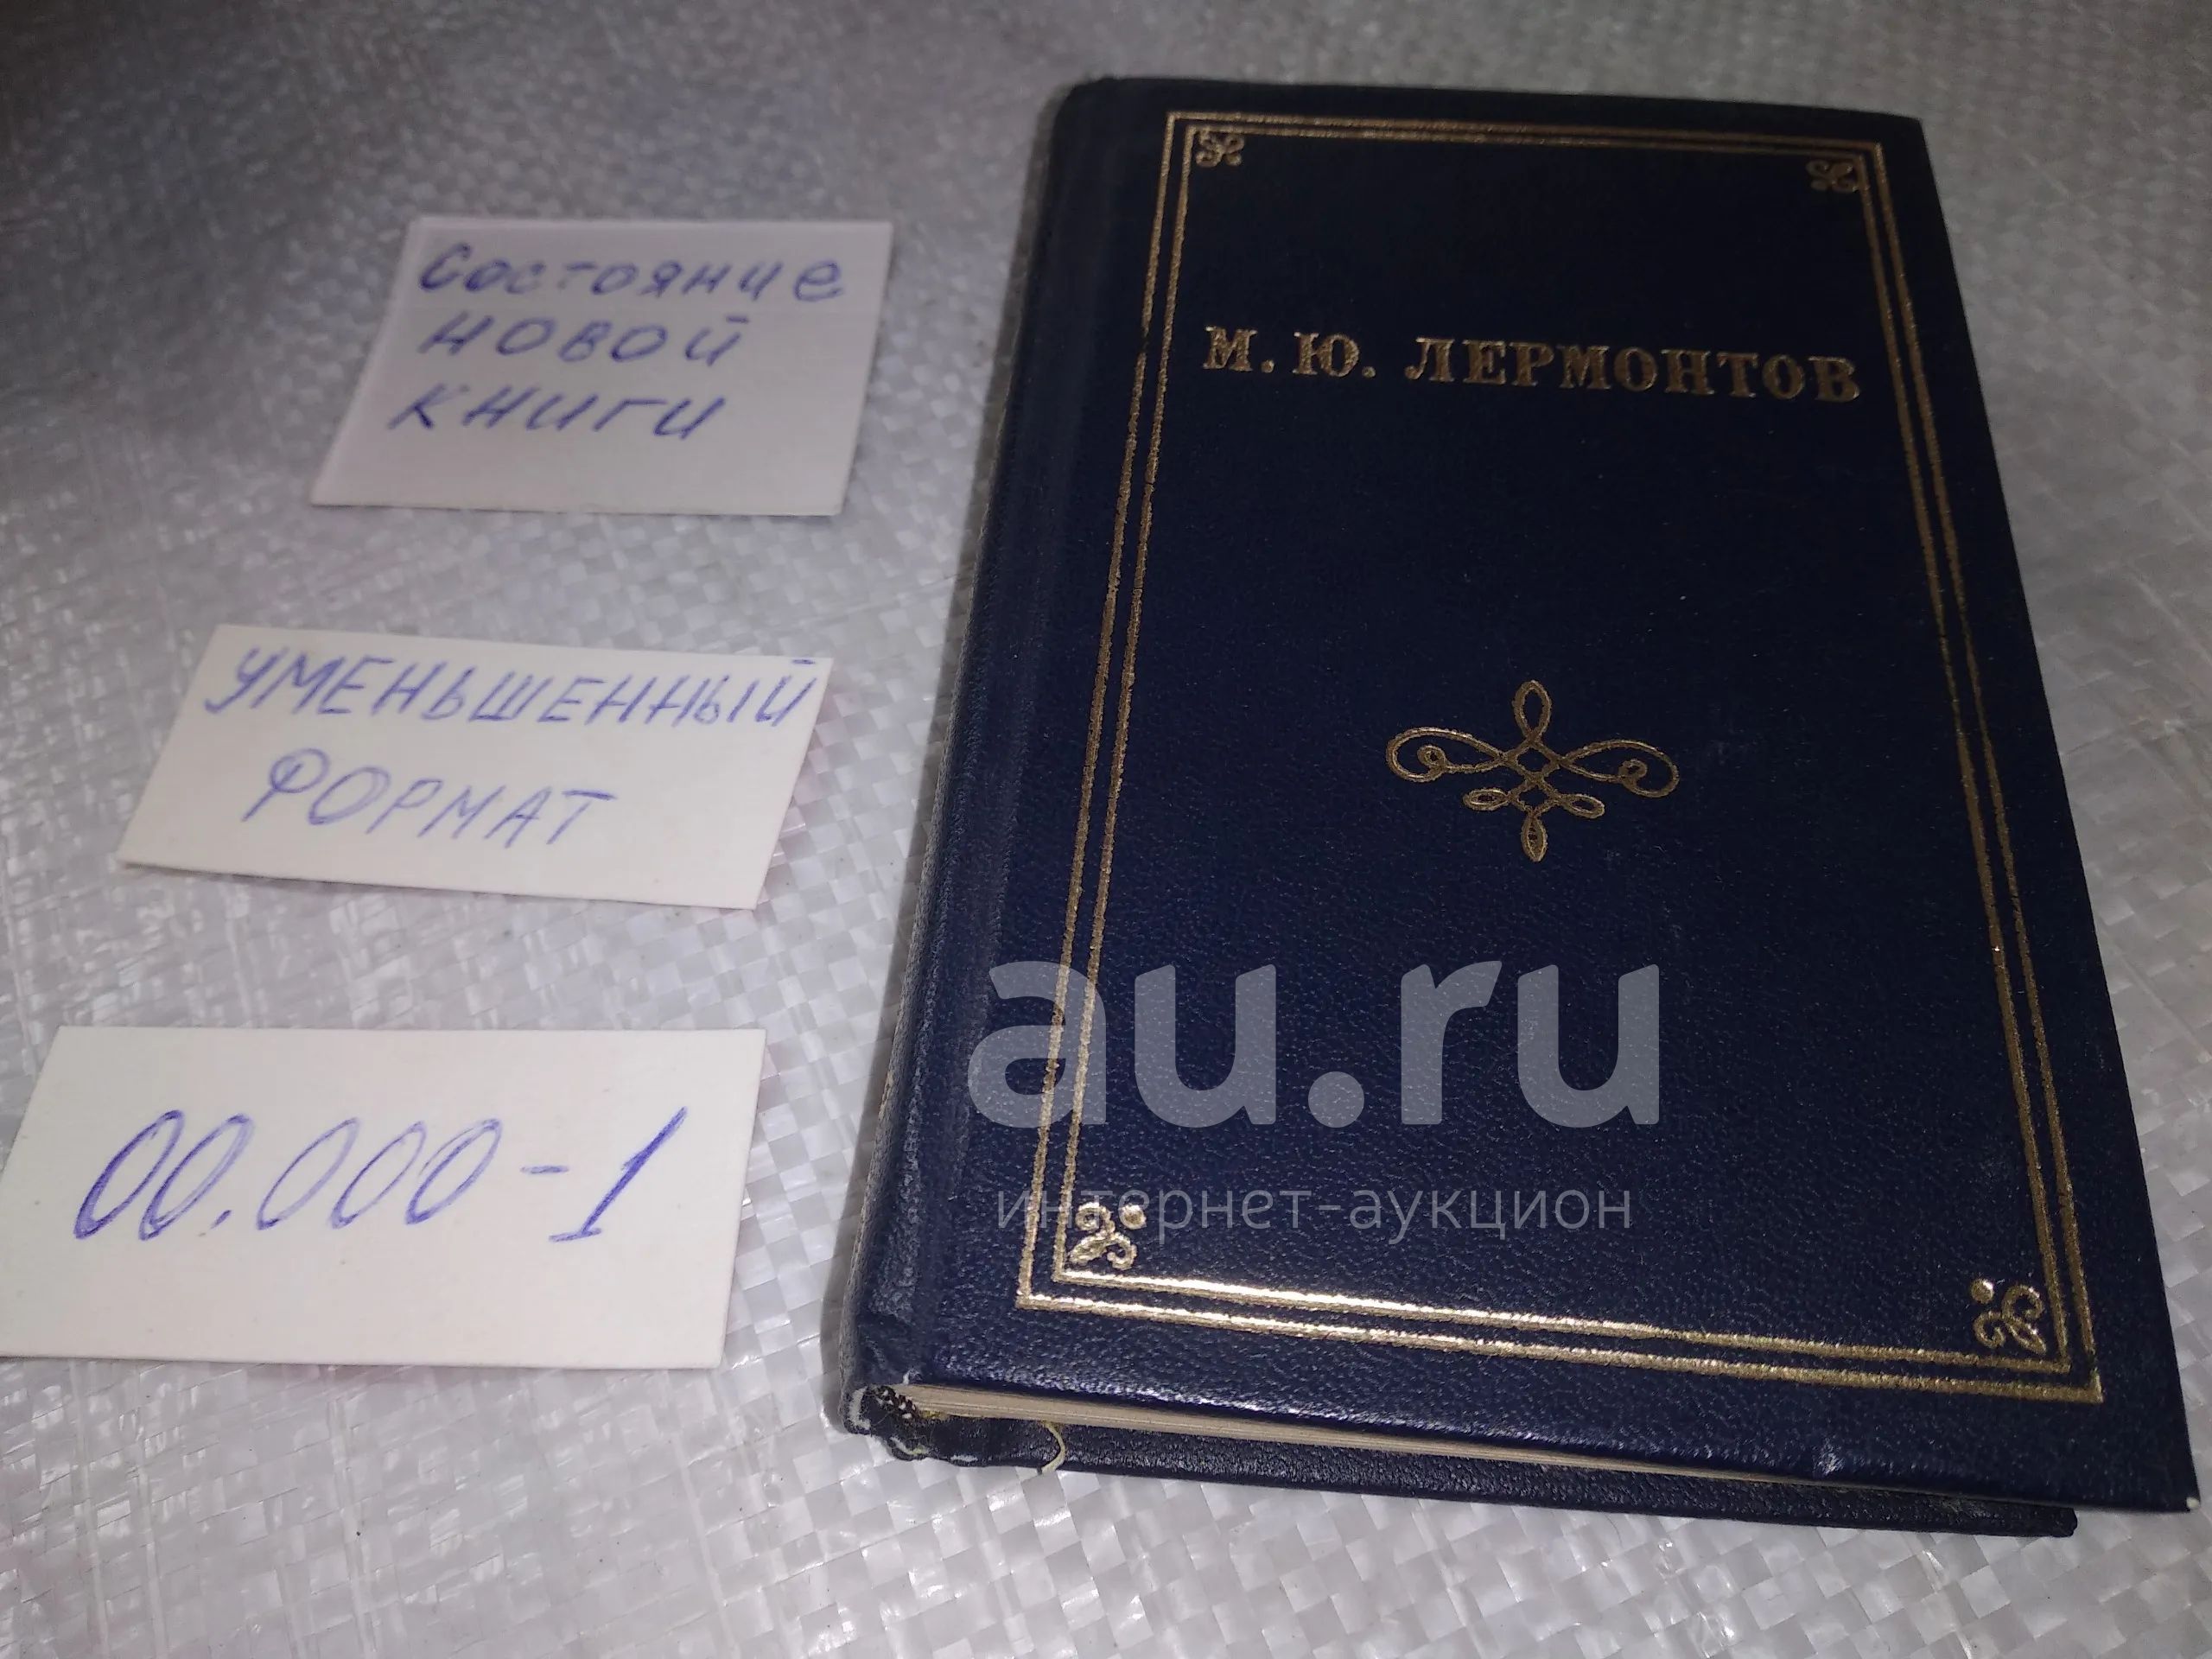 Состояние
новой
книги
УМЕНЬШЕННЫЙ
ФОРМАТ
00.000-1
М. Ю. ЛЕРМОНТОВ
au.ru
интернет-аукцион